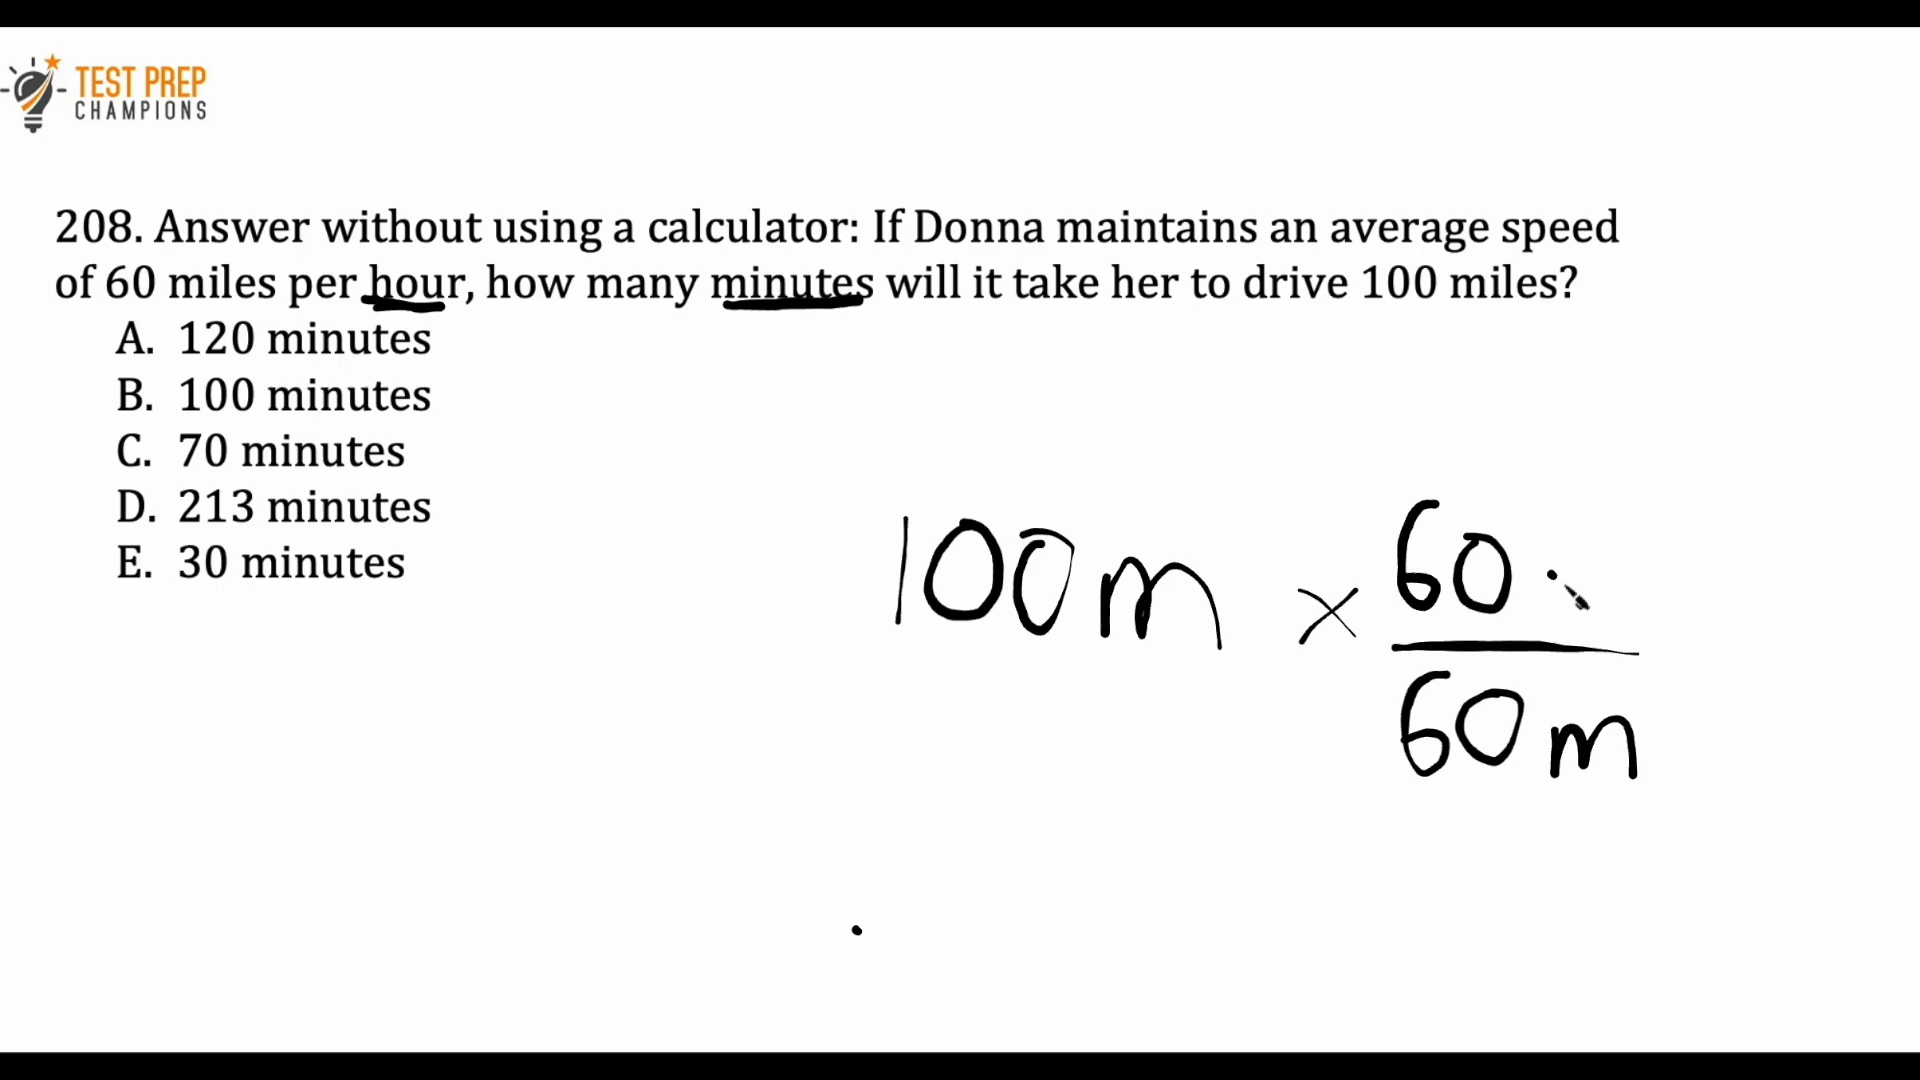 TEST PREP
CHAMPIONS
208. Answer without using a calculator: If Donna maintains an average speed
of 60 miles per hour, how many minutes will it take her to drive 100 miles?
A. 120 minutes
B. 100 minutes
C. 70 minutes
D. 213 minutes
E. 30 minutes
100m × 60
60m